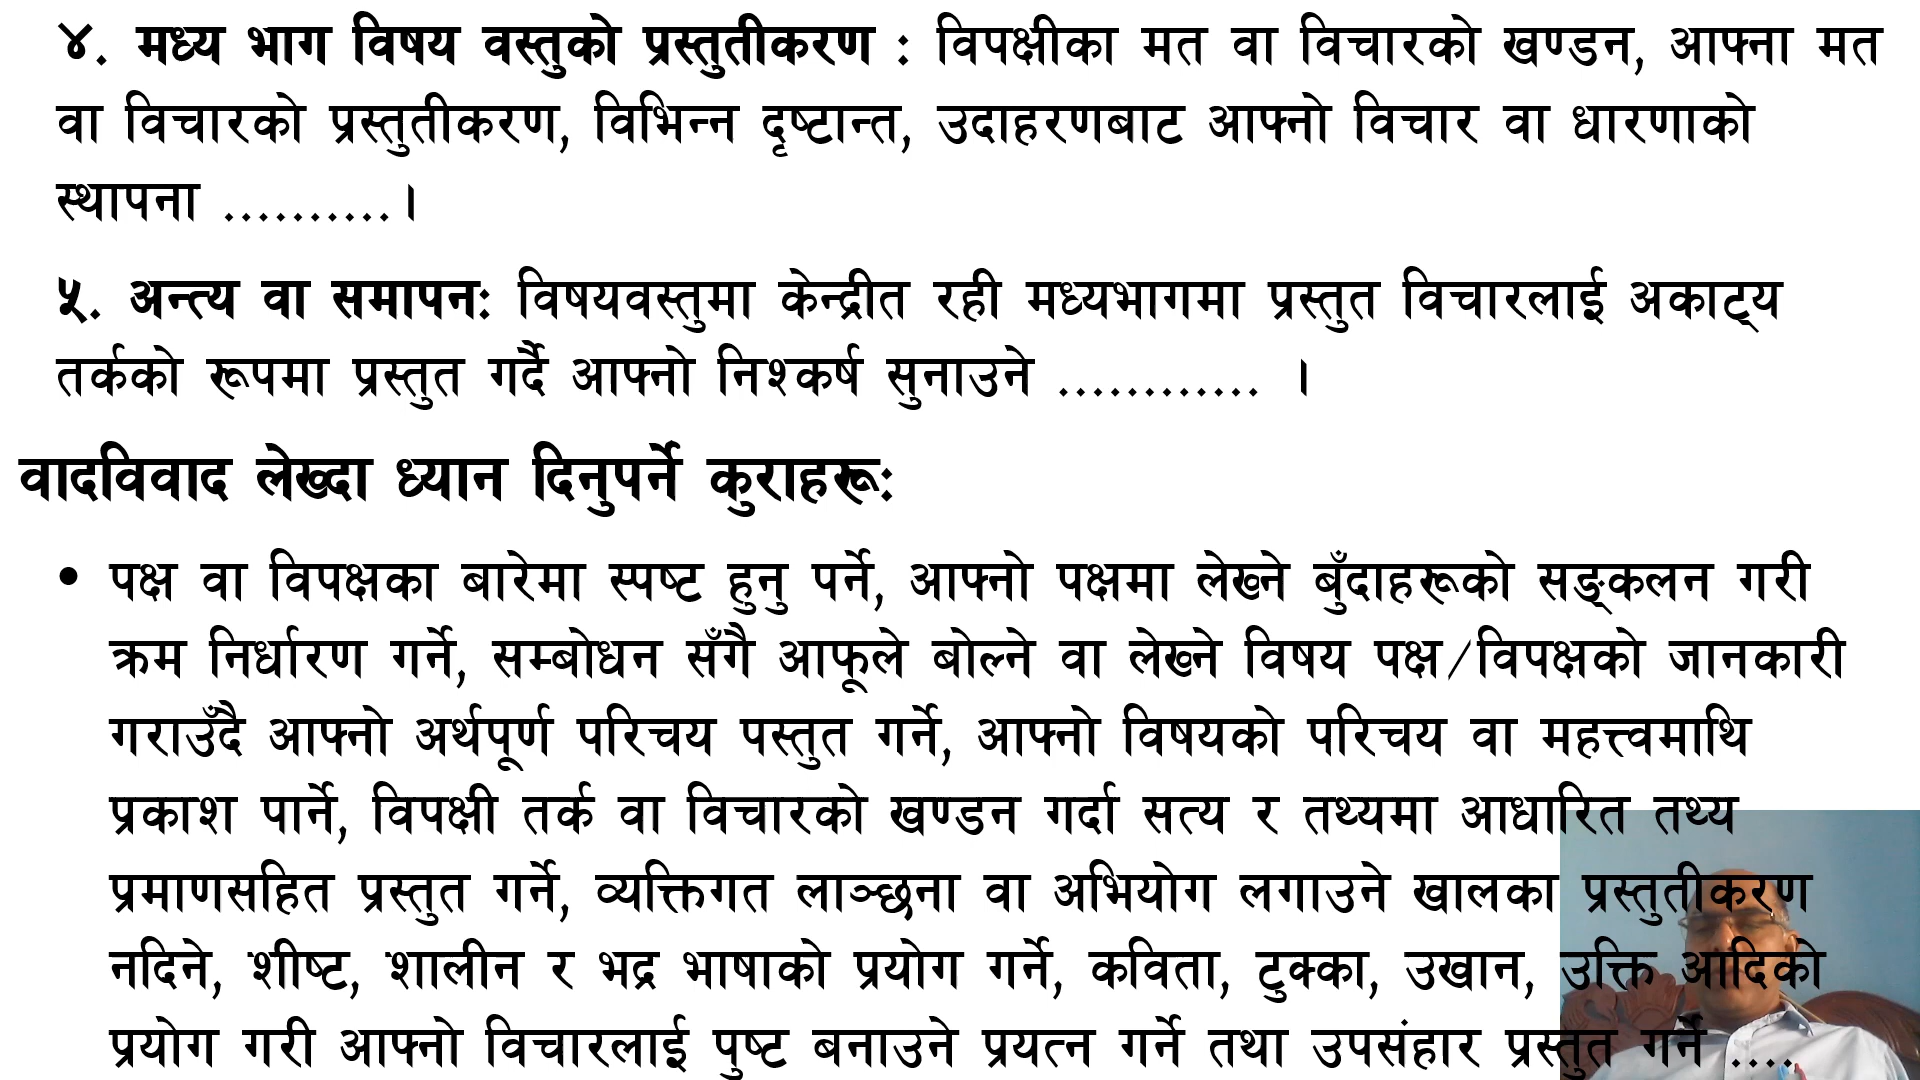 ४. मध्य भाग विषय वस्तुको प्रस्तुतीकरण : विपक्षीका मत वा विचारको खण्डन, आफ्ना मत
वा विचारको प्रस्तुतीकरण, विभिन्न दृष्टान्त, उदाहरणबाट आफ्नो विचार वा धारणाको
स्थापना ..........।
५. अन्त्य वा समापनः विषयवस्तुमा केन्द्रीत रही मध्यभागमा प्रस्तुत विचारलाई अकाट्य
तर्कको रूपमा प्रस्तुत गर्दै आफ्नो निश्कर्ष सुनाउने ............ ।
वादविवाद लेख्दा ध्यान दिनुपर्ने कुराहरूः
• पक्ष वा विपक्षका बारेमा स्पष्ट हुनु पर्ने, आफ्नो पक्षमा लेख्ने बुँदाहरूको सङ्कलन गरी
क्रम निर्धारण गर्ने, सम्बोधन सँगै आफूले बोल्ने वा लेख्ने विषय पक्ष/विपक्षको जानकारी
गराउँदै आफ्नो अर्थपूर्ण परिचय पस्तुत गर्ने, आफ्नो विषयको परिचय वा महत्त्वमाथि
प्रकाश पार्ने, विपक्षी तर्क वा विचारको खण्डन गर्दा सत्य र तथ्यमा आधारित तथ्य
प्रमाणसहित प्रस्तुत गर्ने, व्यक्तिगत लाञ्छना वा अभियोग लगाउने खालका प्रस्तुतीकरण
नदिने, शीष्ट, शालीन र भद्र भाषाको प्रयोग गर्ने, कविता, टुक्का, उखान, उक्ति आदिको
प्रयोग गरी आफ्नो विचारलाई पुष्ट बनाउने प्रयत्न गर्ने तथा उपसंहार प्रस्तुत गर्ने ....